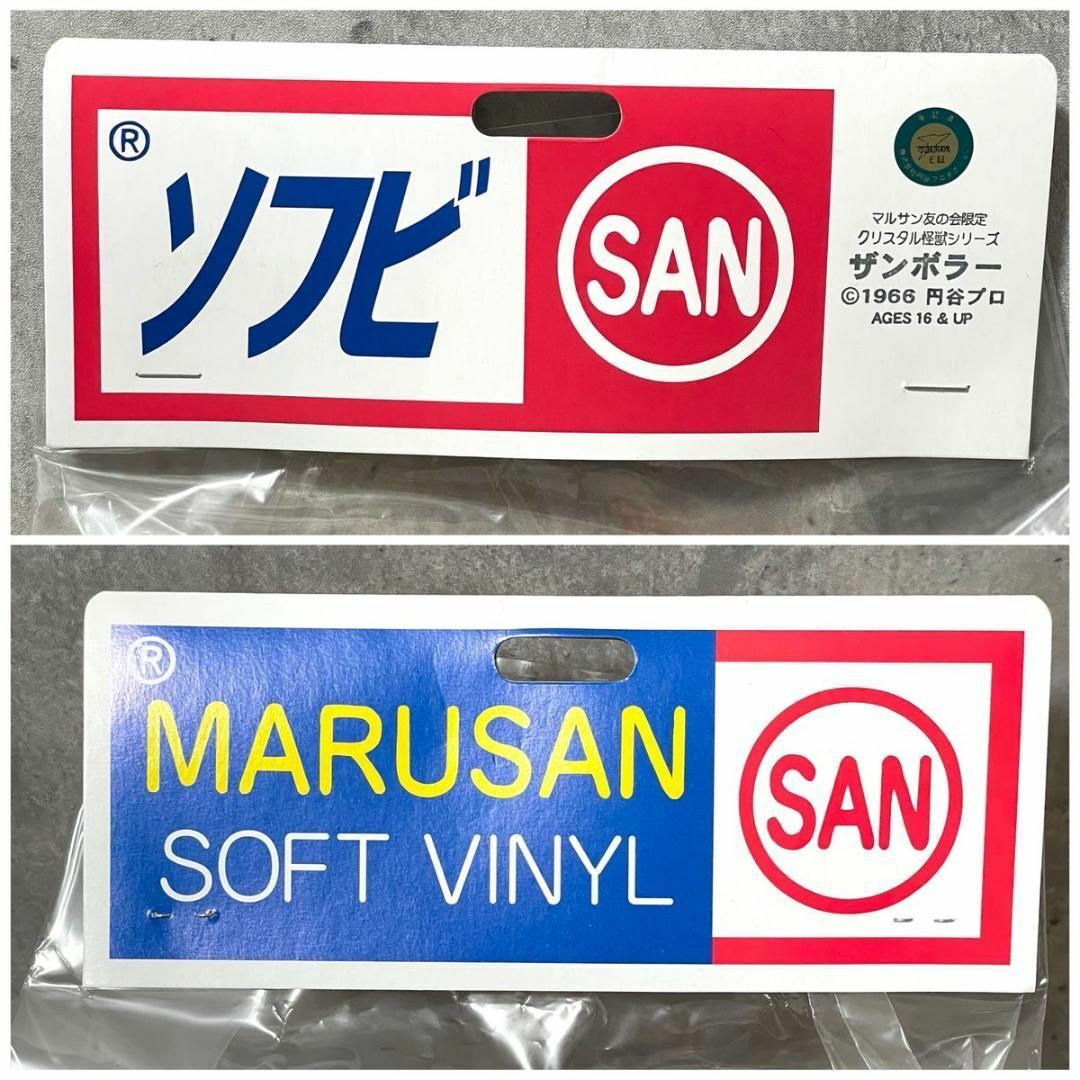 ®
ソフビ
SAN
マルサン友の会限定
クリスタル怪獣シリーズ
ザンボラー
©1966 円谷プロ
AGES 16 & UP
®
MARUSAN
SOFT VINYL
SAN